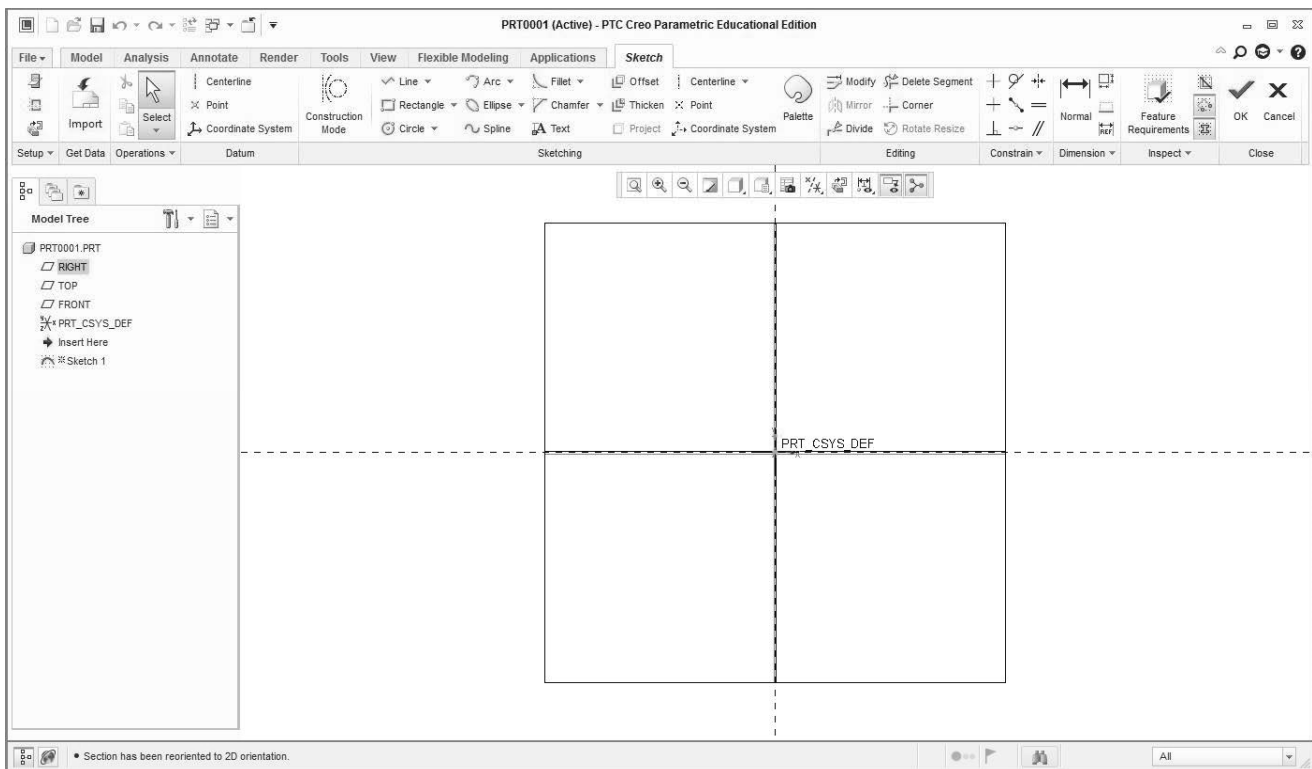 PRT0001 (Active) - PTC Creo Parametric Educational Edition
File Model Analysis Annotate Render Tools View Flexible Modeling Applications Sketch
Import
Select
Centerline
Point
Coordinate System
Construction Mode
Line Arc Fillet Offset Centerline
Rectangle Ellipse Chamfer Thicken Point
Circle Spline Text Project Coordinate System
Palette
Modify Delete Segment
Mirror Corner
Divide Rotate Resize
Normal
REF
Feature Requirements
OK Cancel
Setup Get Data Operations Datum Sketching Editing Constrain Dimension Inspect Close
Model Tree
PRT0001.PRT
RIGHT
TOP
FRONT
PRT_CSYS_DEF
Insert Here
Sketch 1
PRT_CSYS_DEF
• Section has been reoriented to 2D orientation.
All